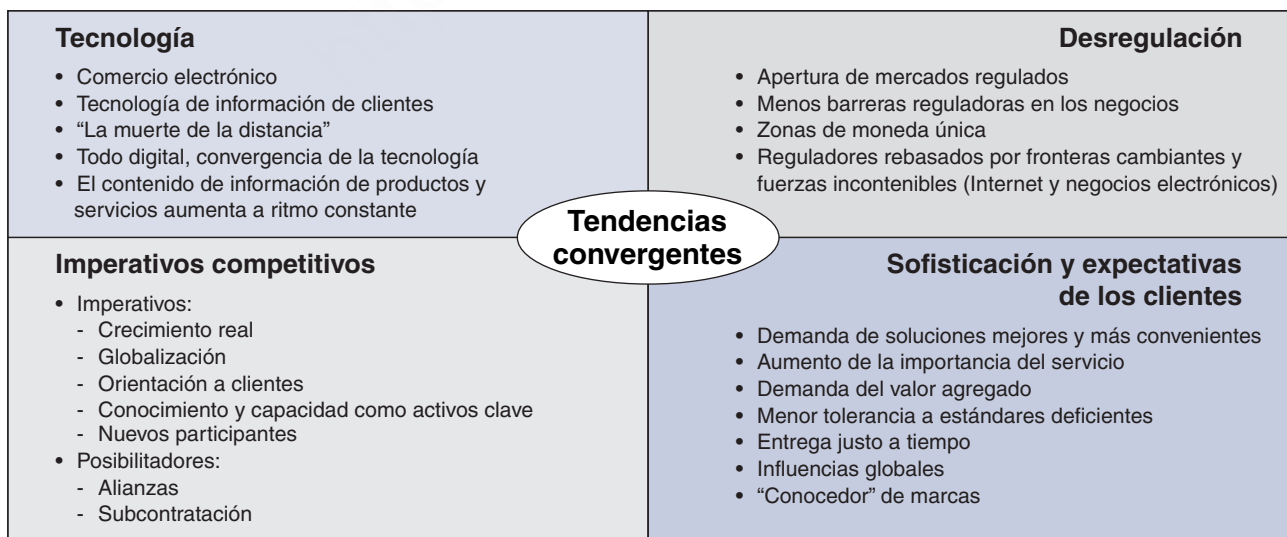 Tecnología
• Comercio electrónico
• Tecnología de información de clientes
• “La muerte de la distancia”
• Todo digital, convergencia de la tecnología
• El contenido de información de productos y
servicios aumenta a ritmo constante
Desregulación
• Apertura de mercados regulados
• Menos barreras reguladoras en los negocios
• Zonas de moneda única
• Reguladores rebasados por fronteras cambiantes y
fuerzas incontenibles (Internet y negocios electrónicos)
Tendencias
convergentes
Imperativos competitivos
• Imperativos:
- Crecimiento real
- Globalización
- Orientación a clientes
- Conocimiento y capacidad como activos clave
- Nuevos participantes
• Posibilitadores:
- Alianzas
- Subcontratación
Sofisticación y expectativas
de los clientes
• Demanda de soluciones mejores y más convenientes
• Aumento de la importancia del servicio
• Demanda del valor agregado
• Menor tolerancia a estándares deficientes
• Entrega justo a tiempo
• Influencias globales
• “Conocedor” de marcas